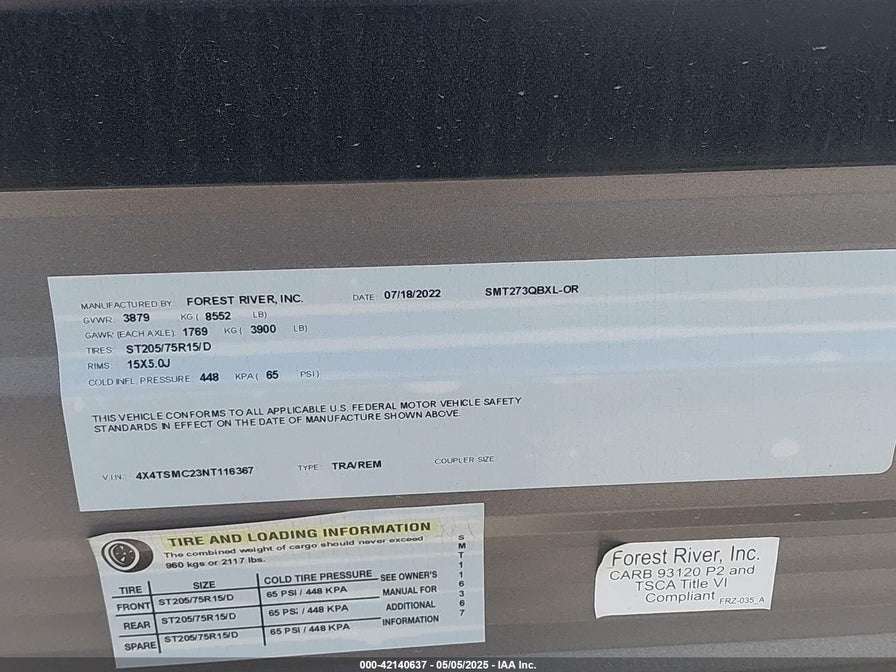 MANUFACTURED BY: FOREST RIVER, INC. DATE: 07/18/2022 SMT273QBXL-OR
GVWR: 3879 KG ( 8552 LB)
GAWR: (EACH AXLE): 1769 KG ( 3900 LB)
TIRES: ST205/75R15/D
RIMS: 15X5.0J
COLD INFL. PRESSURE: 448 KPA ( 65 PSI)
THIS VEHICLE CONFORMS TO ALL APPLICABLE U.S. FEDERAL MOTOR VEHICLE SAFETY
STANDARDS IN EFFECT ON THE DATE OF MANUFACTURE SHOWN ABOVE.
V.I.N.: 4X4TSMC23NT116367 TYPE: TRA/REM COUPLER SIZE:
TIRE AND LOADING INFORMATION
The combined weight of cargo should never exceed
960 kgs or 2117 lbs.
TIRE SIZE COLD TIRE PRESSURE SEE OWNER'S
FRONT ST205/75R15/D 65 PSI / 448 KPA MANUAL FOR
REAR ST205/75R15/D 65 PSI / 448 KPA ADDITIONAL
SPARE ST205/75R15/D 65 PSI / 448 KPA INFORMATION
SMT116367
Forest River, Inc.
CARB 93120 P2 and
TSCA Title VI
Compliant FRZ-035_A
000-42140637 - 05/05/2025 - IAA Inc.